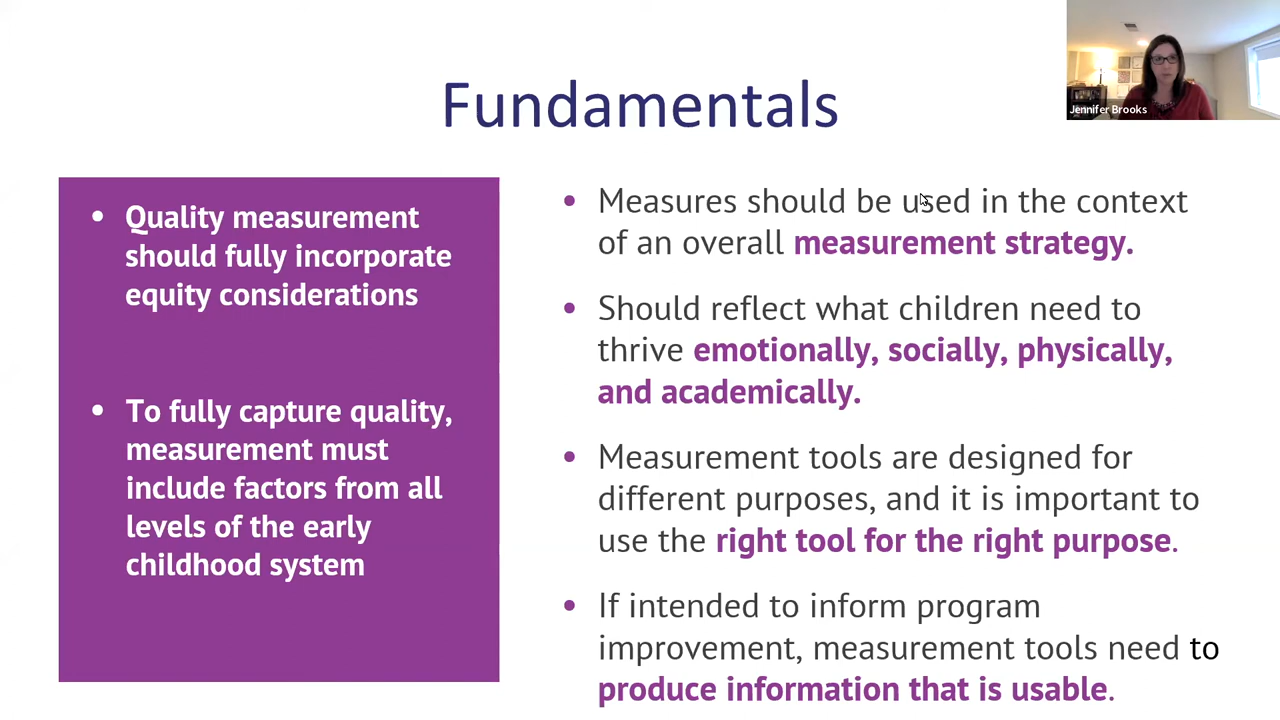 Jennifer Brooks
Fundamentals
• Quality measurement
should fully incorporate
equity considerations
• To fully capture quality,
measurement must
include factors from all
levels of the early
childhood system
• Measures should be used in the context
of an overall measurement strategy.
• Should reflect what children need to
thrive emotionally, socially, physically,
and academically.
• Measurement tools are designed for
different purposes, and it is important to
use the right tool for the right purpose.
• If intended to inform program
improvement, measurement tools need to
produce information that is usable.